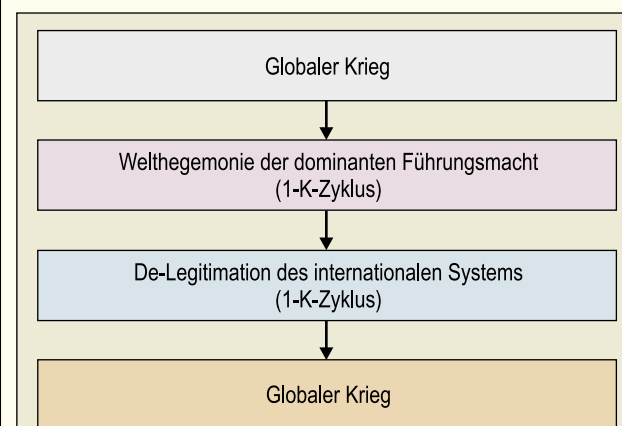 Globaler Krieg
Welthegemonie der dominanten Führungsmacht
(1-K-Zyklus)
De-Legitimation des internationalen Systems
(1-K-Zyklus)
Globaler Krieg